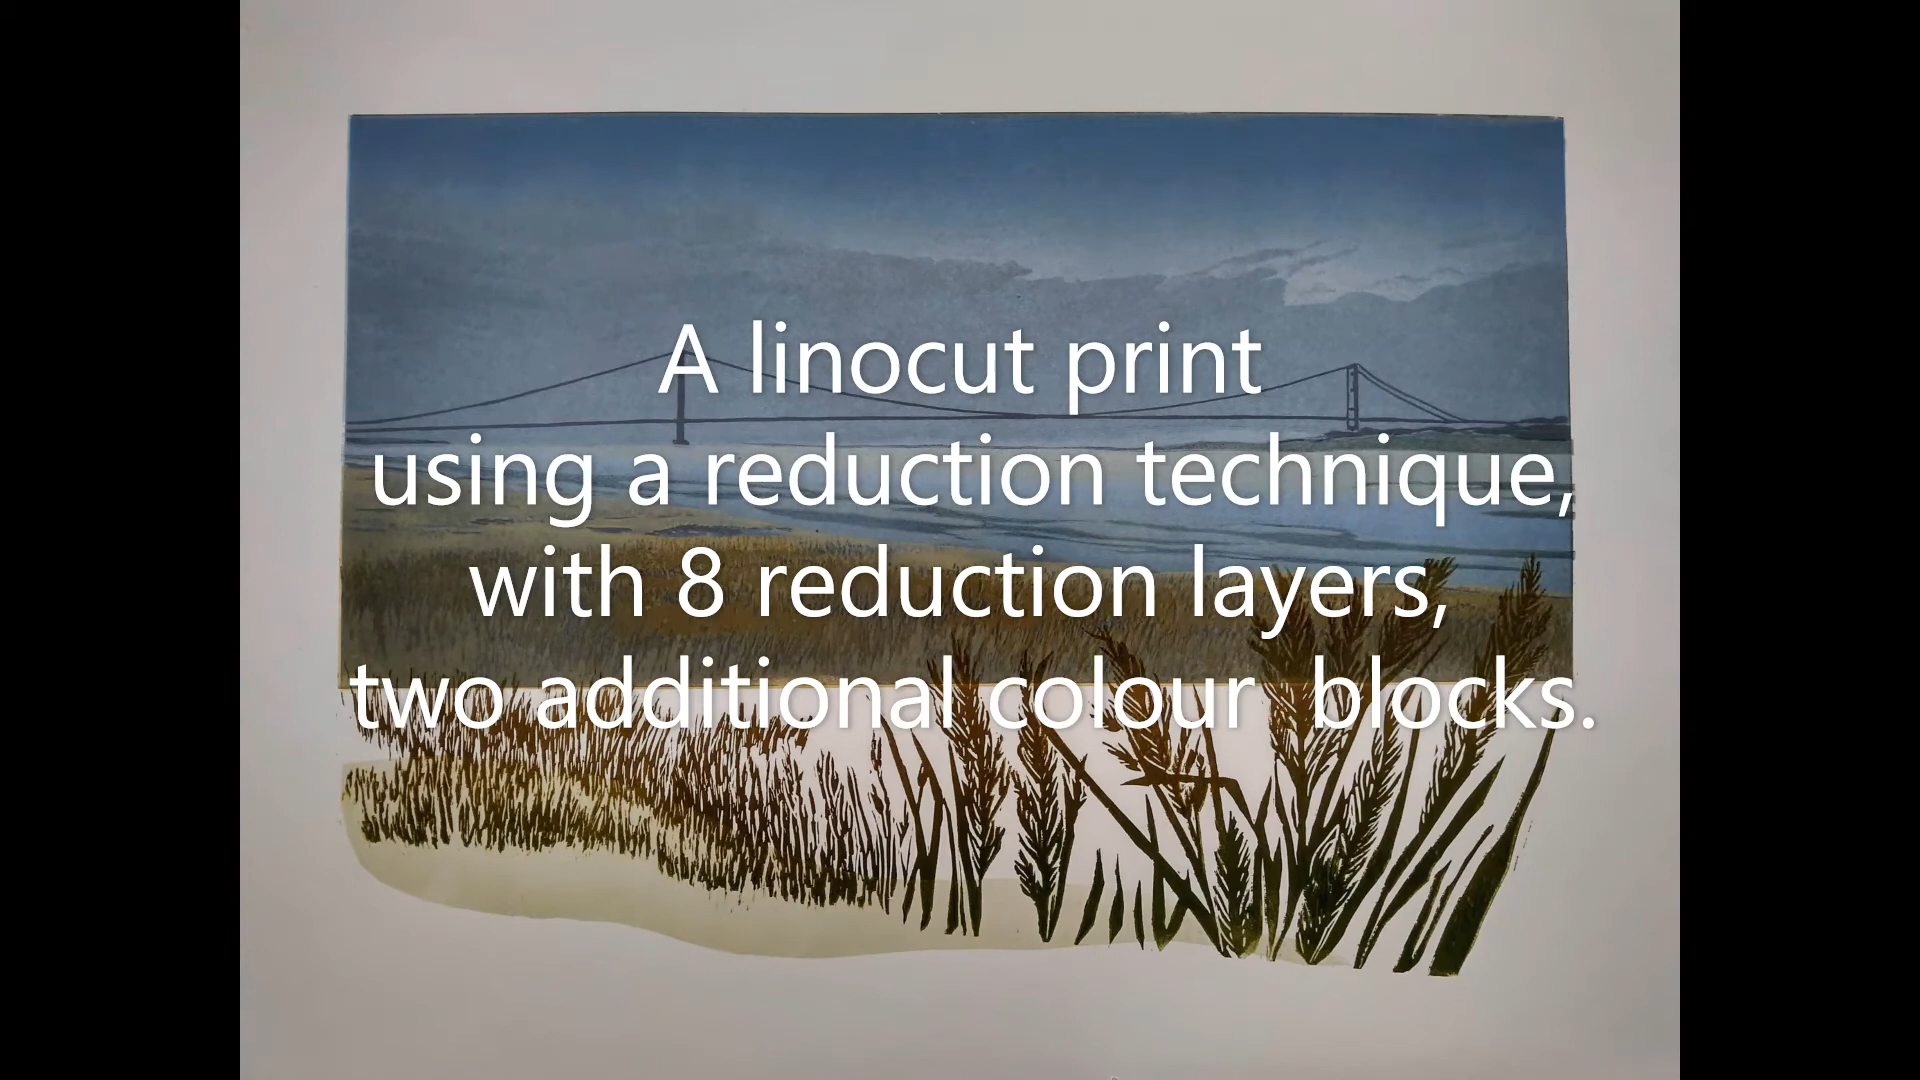 A linocut print
using a reduction technique,
with 8 reduction layers,
two additional colour  blocks.